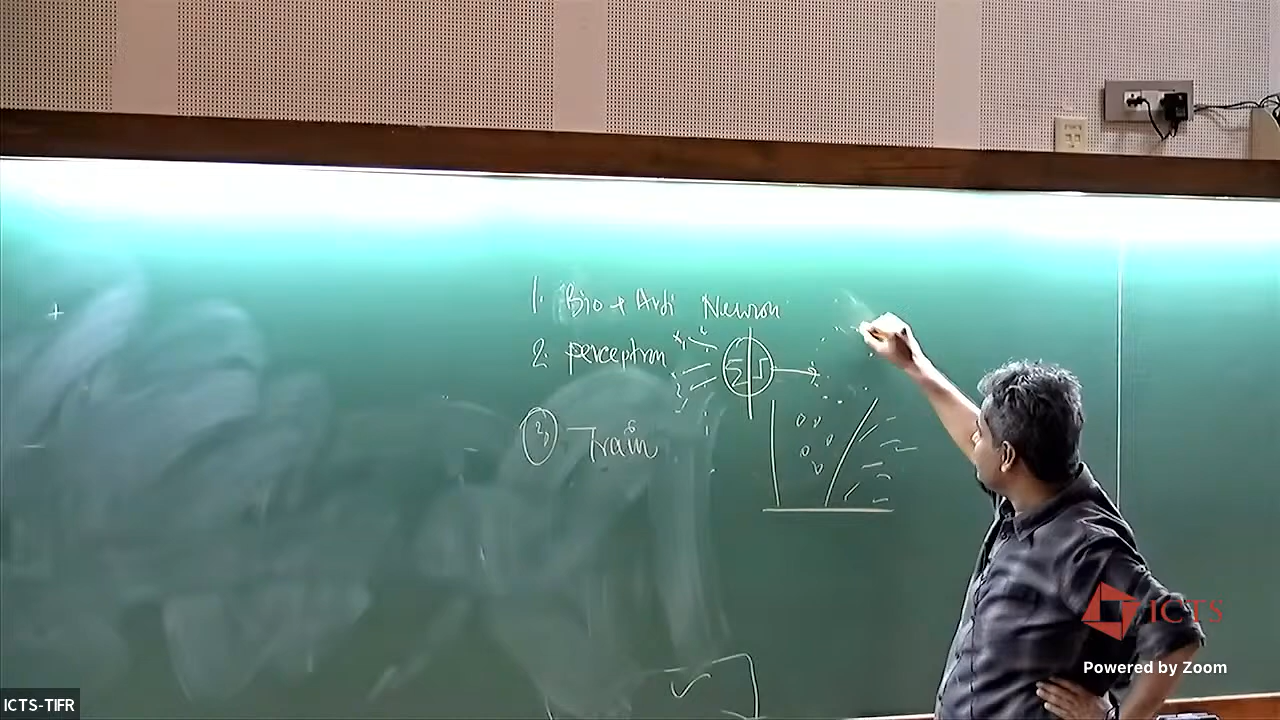 1. Bio + Arti Neuron
2. perceptron
Σ
3 Train
ICTS
Powered by Zoom
ICTS-TIFR